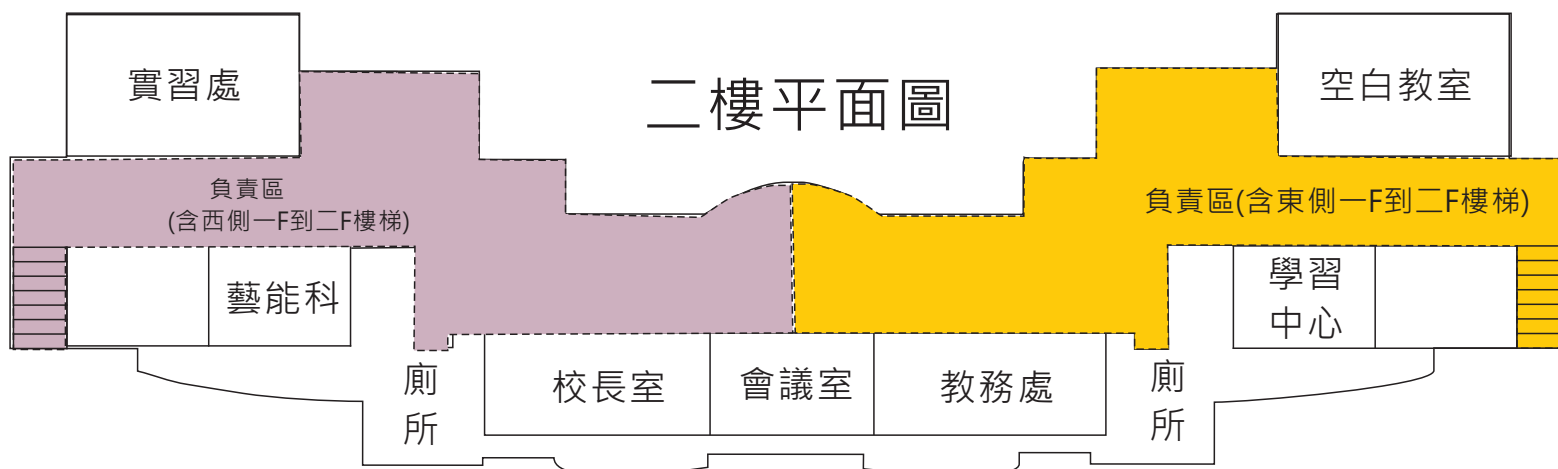 二樓平面圖
實習處
空白教室
負責區
(含西側一F到二F樓梯)
負責區(含東側一F到二F樓梯)
藝能科
學習
中心
廁
所
校長室
會議室
教務處
廁
所